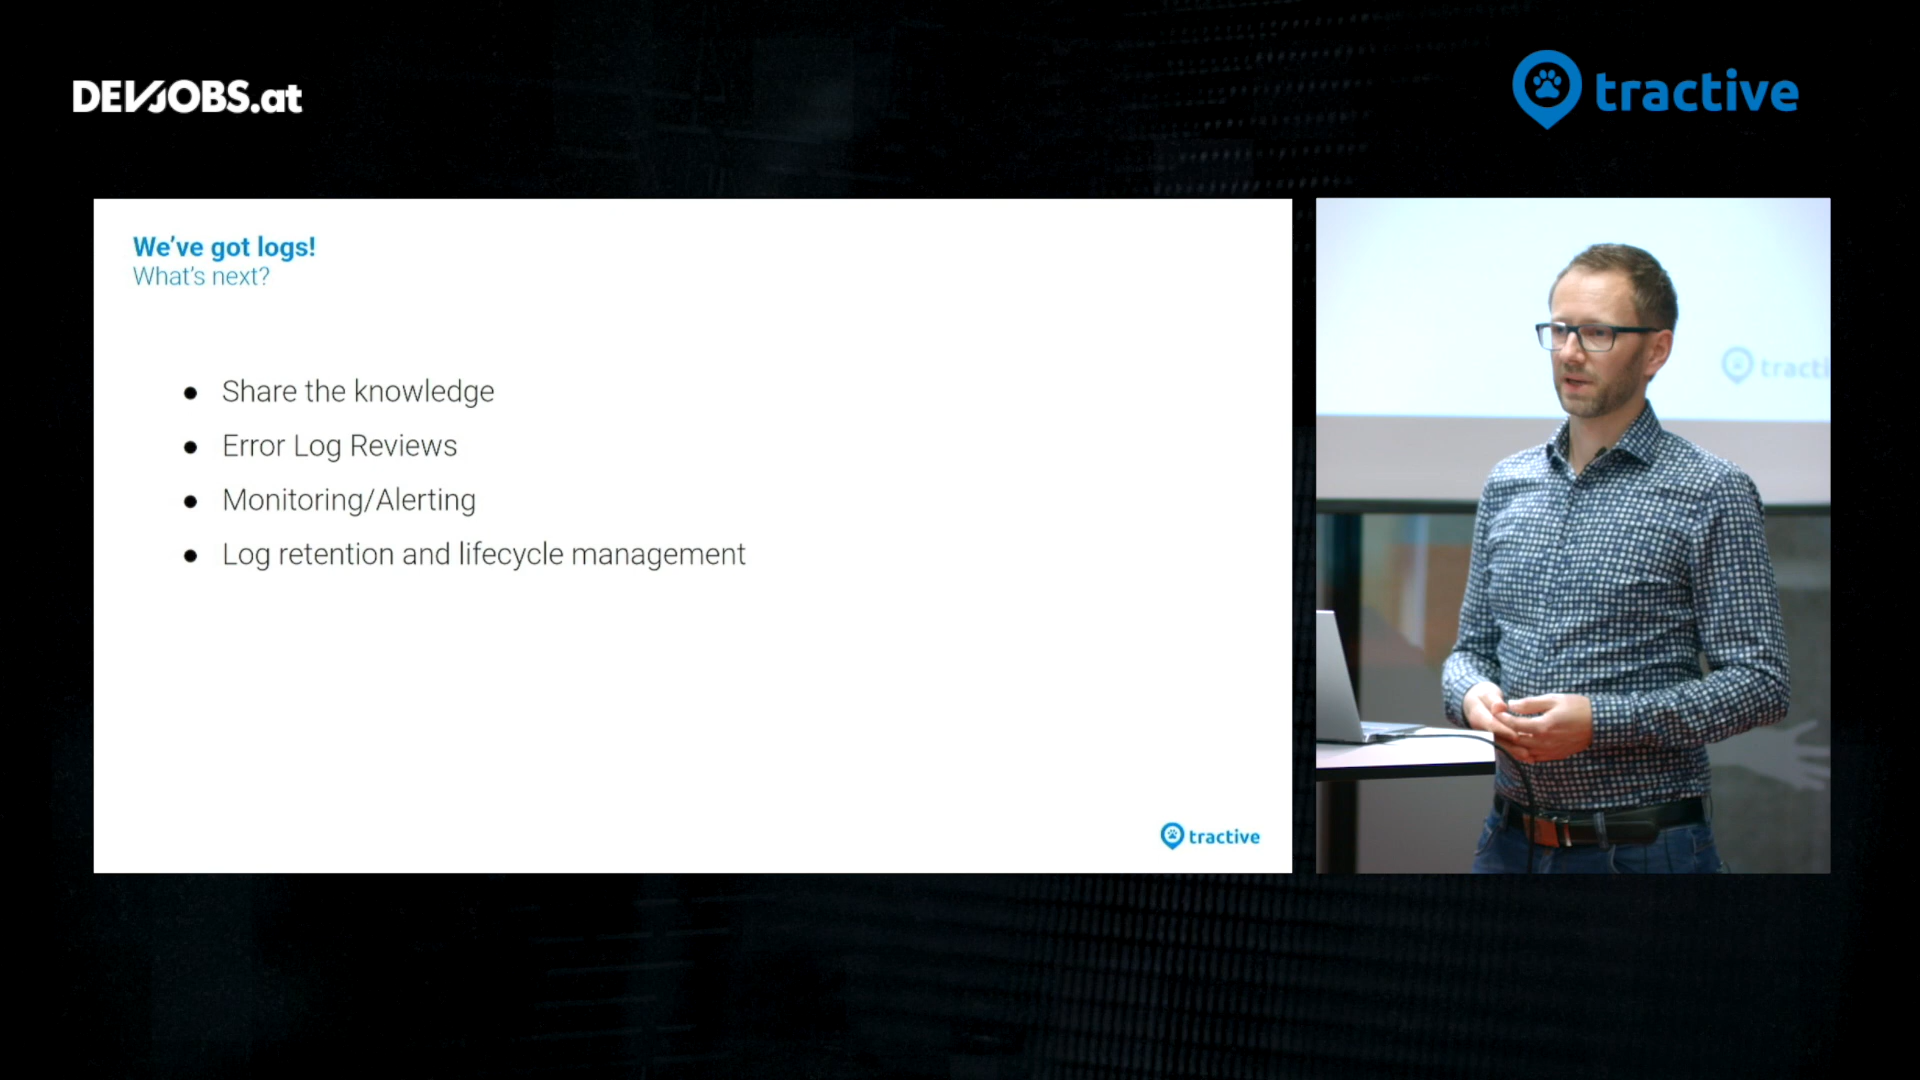 DEVJOBS.at
tractive
We've got logs!
What's next?
● Share the knowledge
● Error Log Reviews
● Monitoring/Alerting
● Log retention and lifecycle management
tractive
tracti